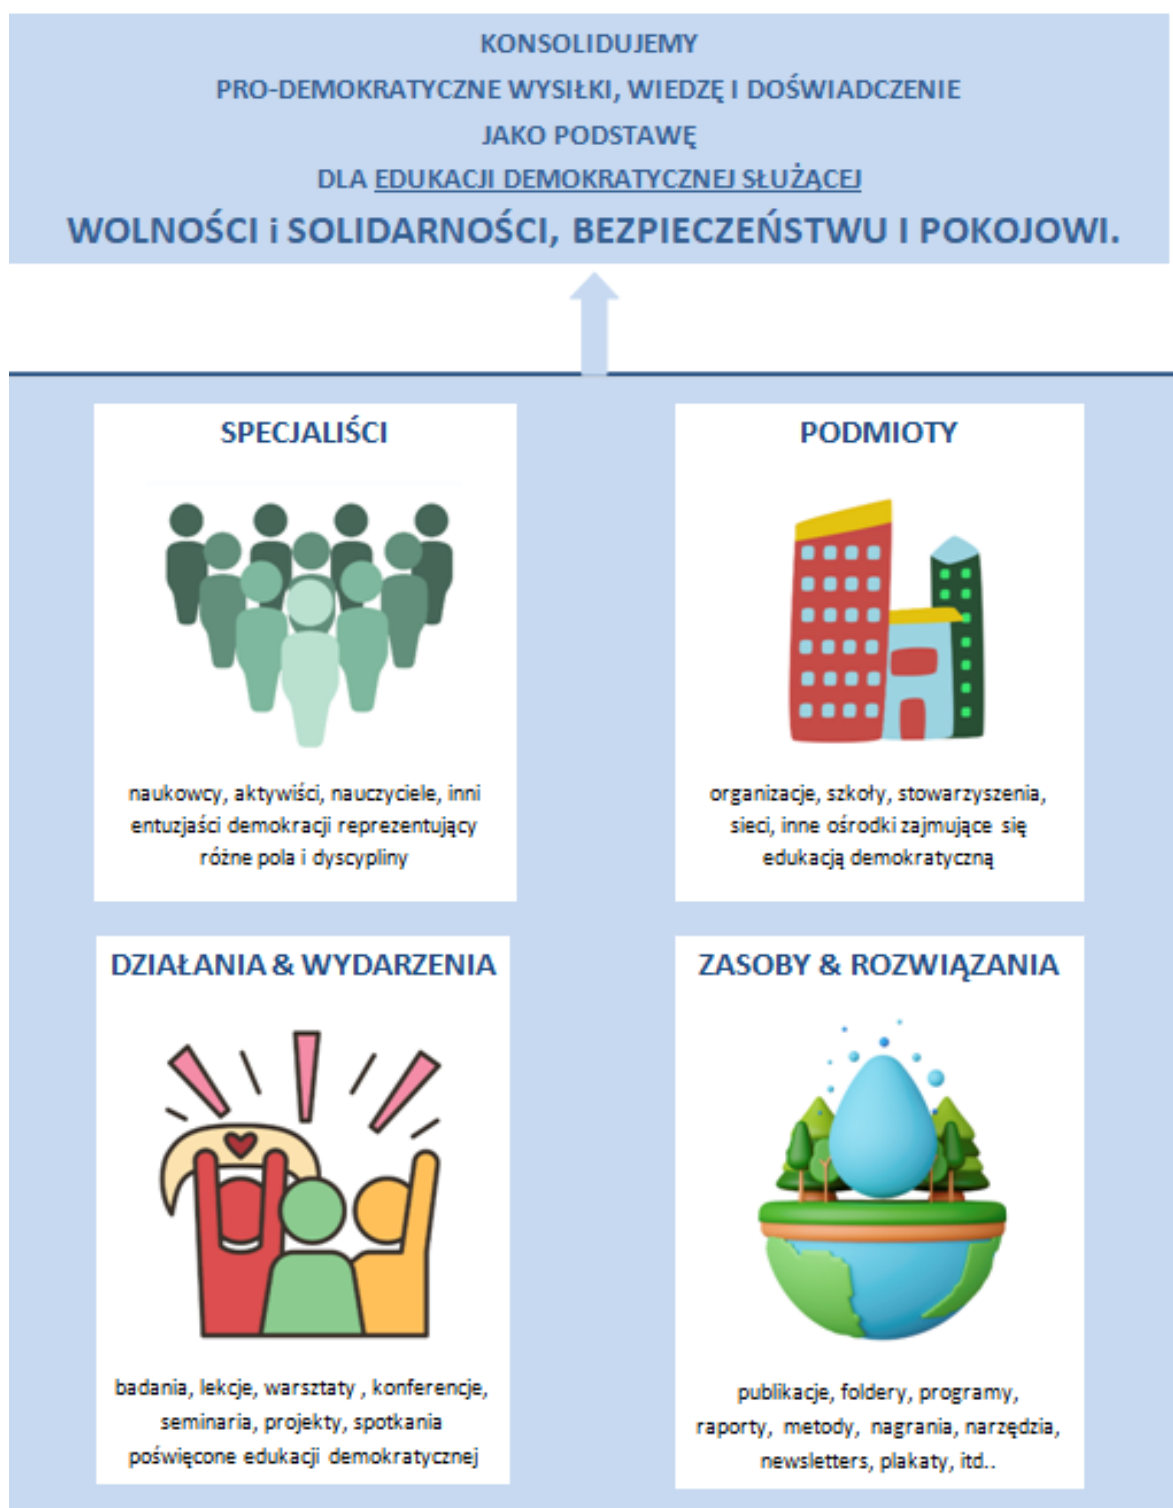 KONSOLIDUJEMY
PRO-DEMOKRATYCZNE WYSIŁKI, WIEDZĘ I DOŚWIADCZENIE
JAKO PODSTAWĘ
DLA EDUKACJI DEMOKRATYCZNEJ SŁUŻĄCEJ
WOLNOŚCI i SOLIDARNOŚCI, BEZPIECZEŃSTWU I POKOJOWI.
SPECJALIŚCI
naukowcy, aktywiści, nauczyciele, inni
entuzjaści demokracji reprezentujący
różne pola i dyscypliny
PODMIOTY
organizacje, szkoły, stowarzyszenia,
sieci, inne ośrodki zajmujące się
edukacją demokratyczną
DZIAŁANIA & WYDARZENIA
badania, lekcje, warsztaty , konferencje,
seminaria, projekty, spotkania
poświęcone edukacji demokratycznej
ZASOBY & ROZWIĄZANIA
publikacje, foldery, programy,
raporty, metody, nagrania, narzędzia,
newsletters, plakaty, itd..